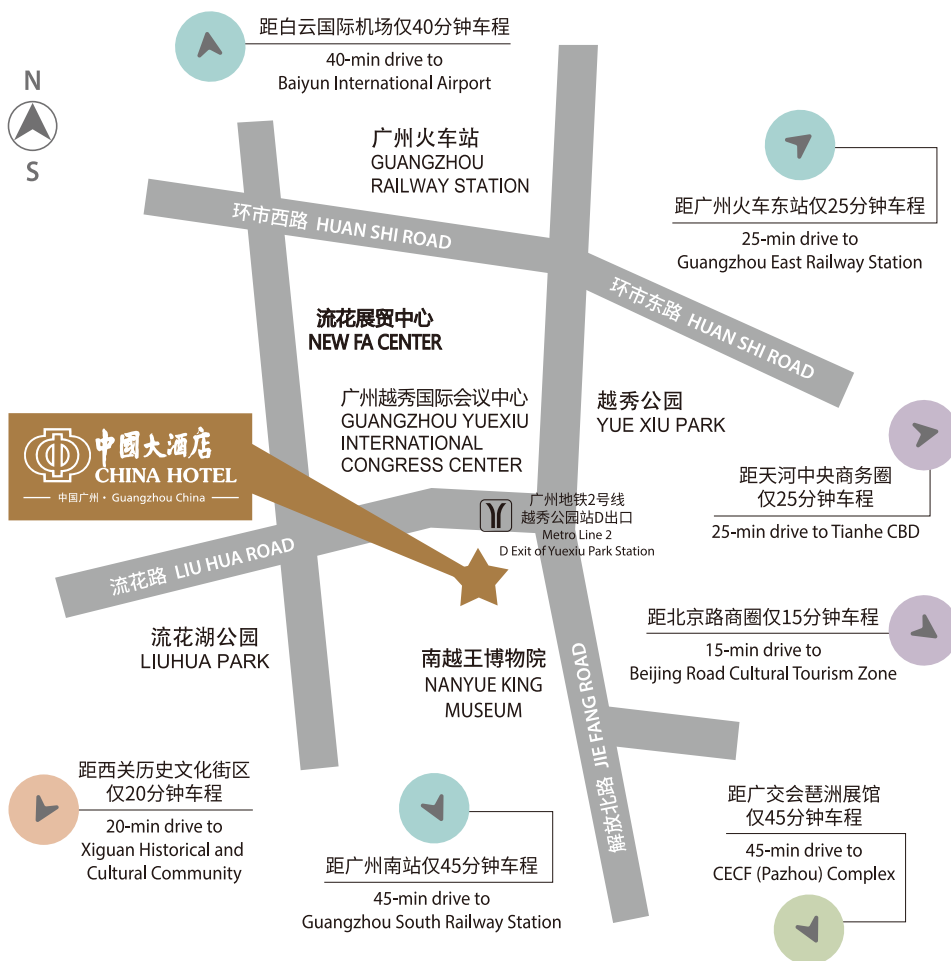 距白云国际机场仅40分钟车程
40-min drive to
Baiyun International Airport
N
S
广州火车站
GUANGZHOU
RAILWAY STATION
距广州火车东站仅25分钟车程
25-min drive to
Guangzhou East Railway Station
环市西路 HUAN SHI ROAD
环市东路 HUAN SHI ROAD
流花展贸中心
NEW FA CENTER
广州越秀国际会议中心
GUANGZHOU YUEXIU
INTERNATIONAL
CONGRESS CENTER
越秀公园
YUE XIU PARK
中國大酒店
CHINA HOTEL
中国广州·Guangzhou China
距天河中央商务圈
仅25分钟车程
25-min drive to Tianhe CBD
广州地铁2号线
越秀公园站D出口
Metro Line 2
D Exit of Yuexiu Park Station
流花路 LIU HUA ROAD
流花湖公园
LIUHUA PARK
南越王博物院
NANYUE KING
MUSEUM
距北京路商圈仅15分钟车程
15-min drive to
Beijing Road Cultural Tourism Zone
解放北路 JIE FANG ROAD
距西关历史文化街区
仅20分钟车程
20-min drive to
Xiguan Historical and
Cultural Community
距广州南站仅45分钟车程
45-min drive to
Guangzhou South Railway Station
距广交会琶洲展馆
仅45分钟车程
45-min drive to
CECF (Pazhou) Complex